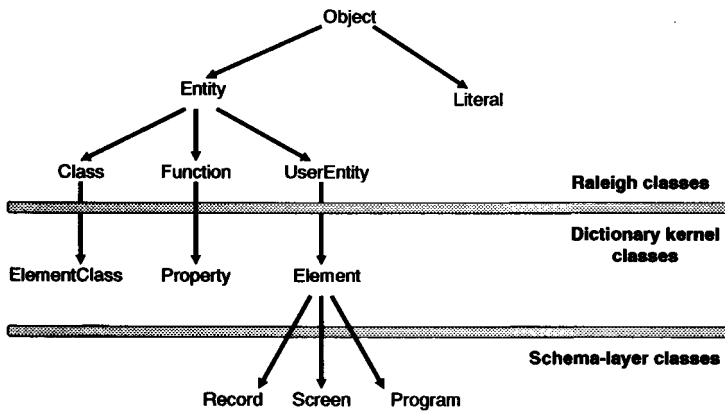 Object
Entity
Literal
Class Function UserEntity
Raleigh classes
Dictionary kernel
classes
ElementClass Property Element
Schema-layer classes
Record Screen Program